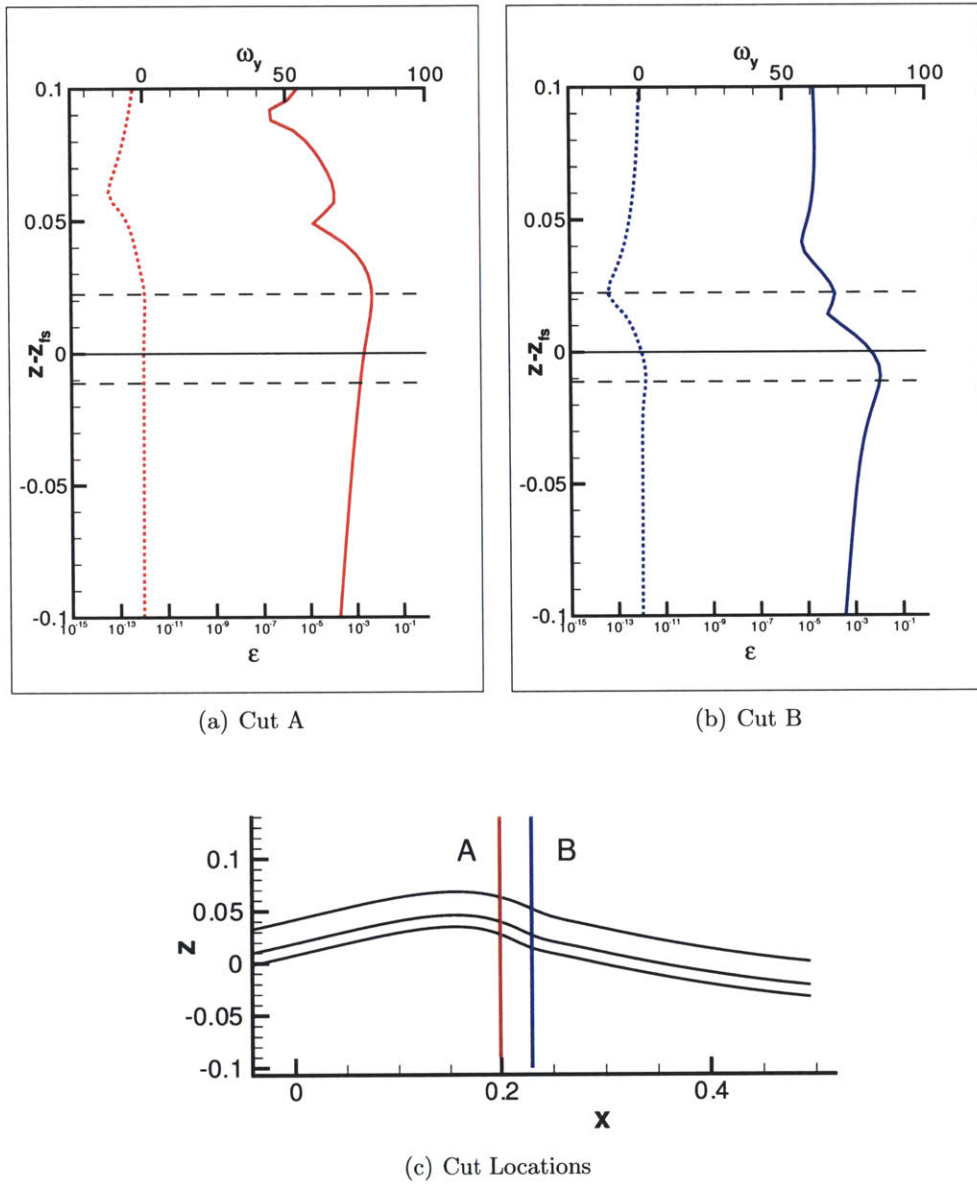 ω_y
0 50 100
0.1
0.05
z-z_fs
0
-0.05
-0.1
10^-15 10^-13 10^-11 10^-9 10^-7 10^-5 10^-3 10^-1
ε
(a) Cut A
ω_y
0 50 100
0.1
0.05
z-z_fs
0
-0.05
-0.1
10^-15 10^-13 10^-11 10^-9 10^-7 10^-5 10^-3 10^-1
ε
(b) Cut B
A B
0.1
0.05
z
0
-0.05
-0.1
0 0.2 0.4
x
(c) Cut Locations